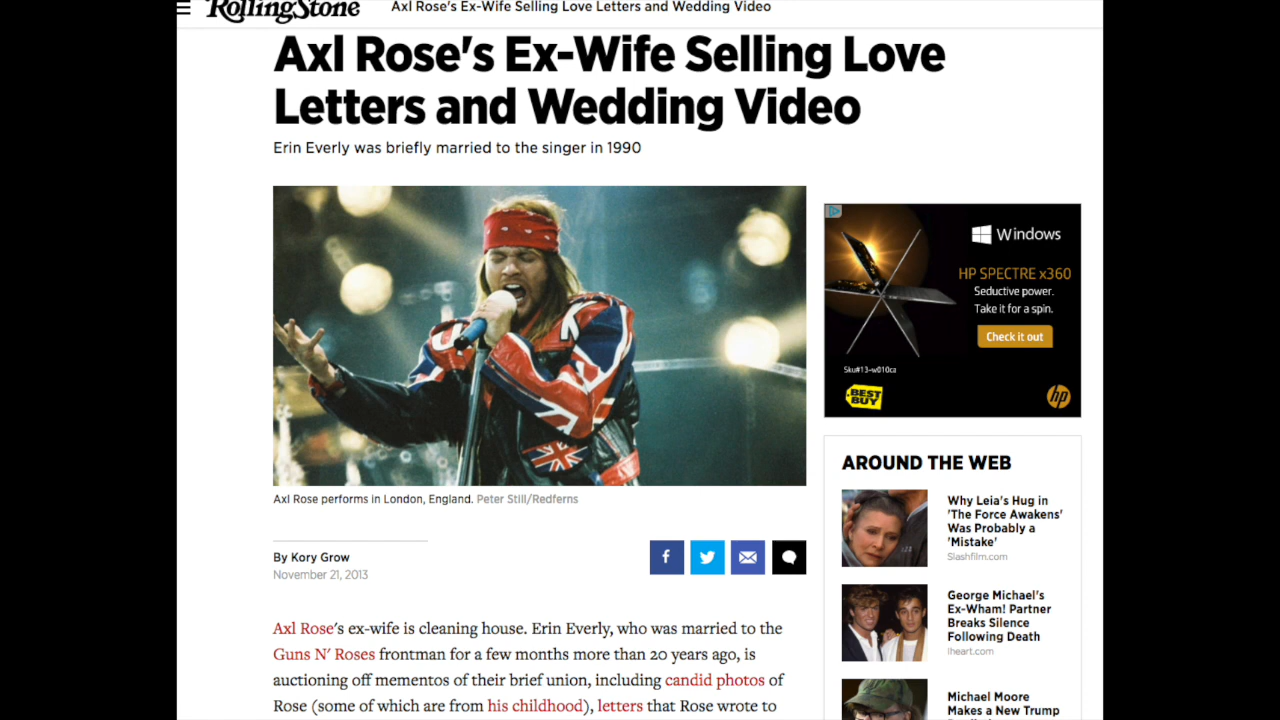 RollingStone
Axl Rose's Ex-Wife Selling Love Letters and Wedding Video
Axl Rose's Ex-Wife Selling Love
Letters and Wedding Video
Erin Everly was briefly married to the singer in 1990
Axl Rose performs in London, England. Peter Still/Redferns
By Kory Grow
November 21, 2013
Axl Rose's ex-wife is cleaning house. Erin Everly, who was married to the
Guns N' Roses frontman for a few months more than 20 years ago, is
auctioning off mementos of their brief union, including candid photos of
Rose (some of which are from his childhood), letters that Rose wrote to
Windows
HP SPECTRE x360
Seductive power.
Take it for a spin.
Check it out
Sku#13-w010ca
BEST
BUY
hp
AROUND THE WEB
Why Leia's Hug in
'The Force Awakens'
Was Probably a
'Mistake'
Slashfilm.com
George Michael's
Ex-Wham! Partner
Breaks Silence
Following Death
Iheart.com
Michael Moore
Makes a New Trump